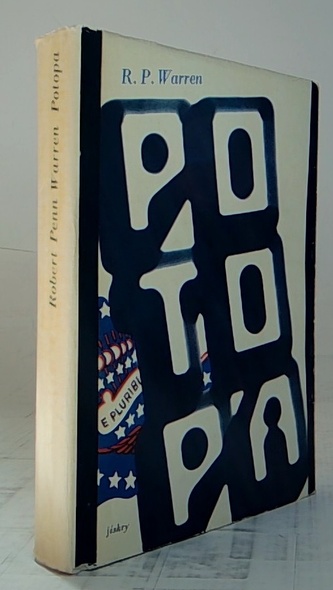 Robert Penn Warren Potopa
R. P. Warren
PO
TO
PA
E PLURIBU
jiskry